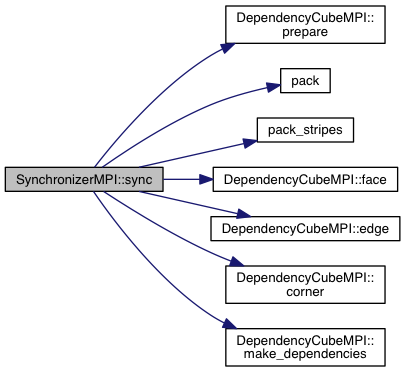 DependencyCubeMPI::
prepare
pack
pack_stripes
SynchronizerMPI::sync
DependencyCubeMPI::face
DependencyCubeMPI::edge
DependencyCubeMPI::
corner
DependencyCubeMPI::
make_dependencies